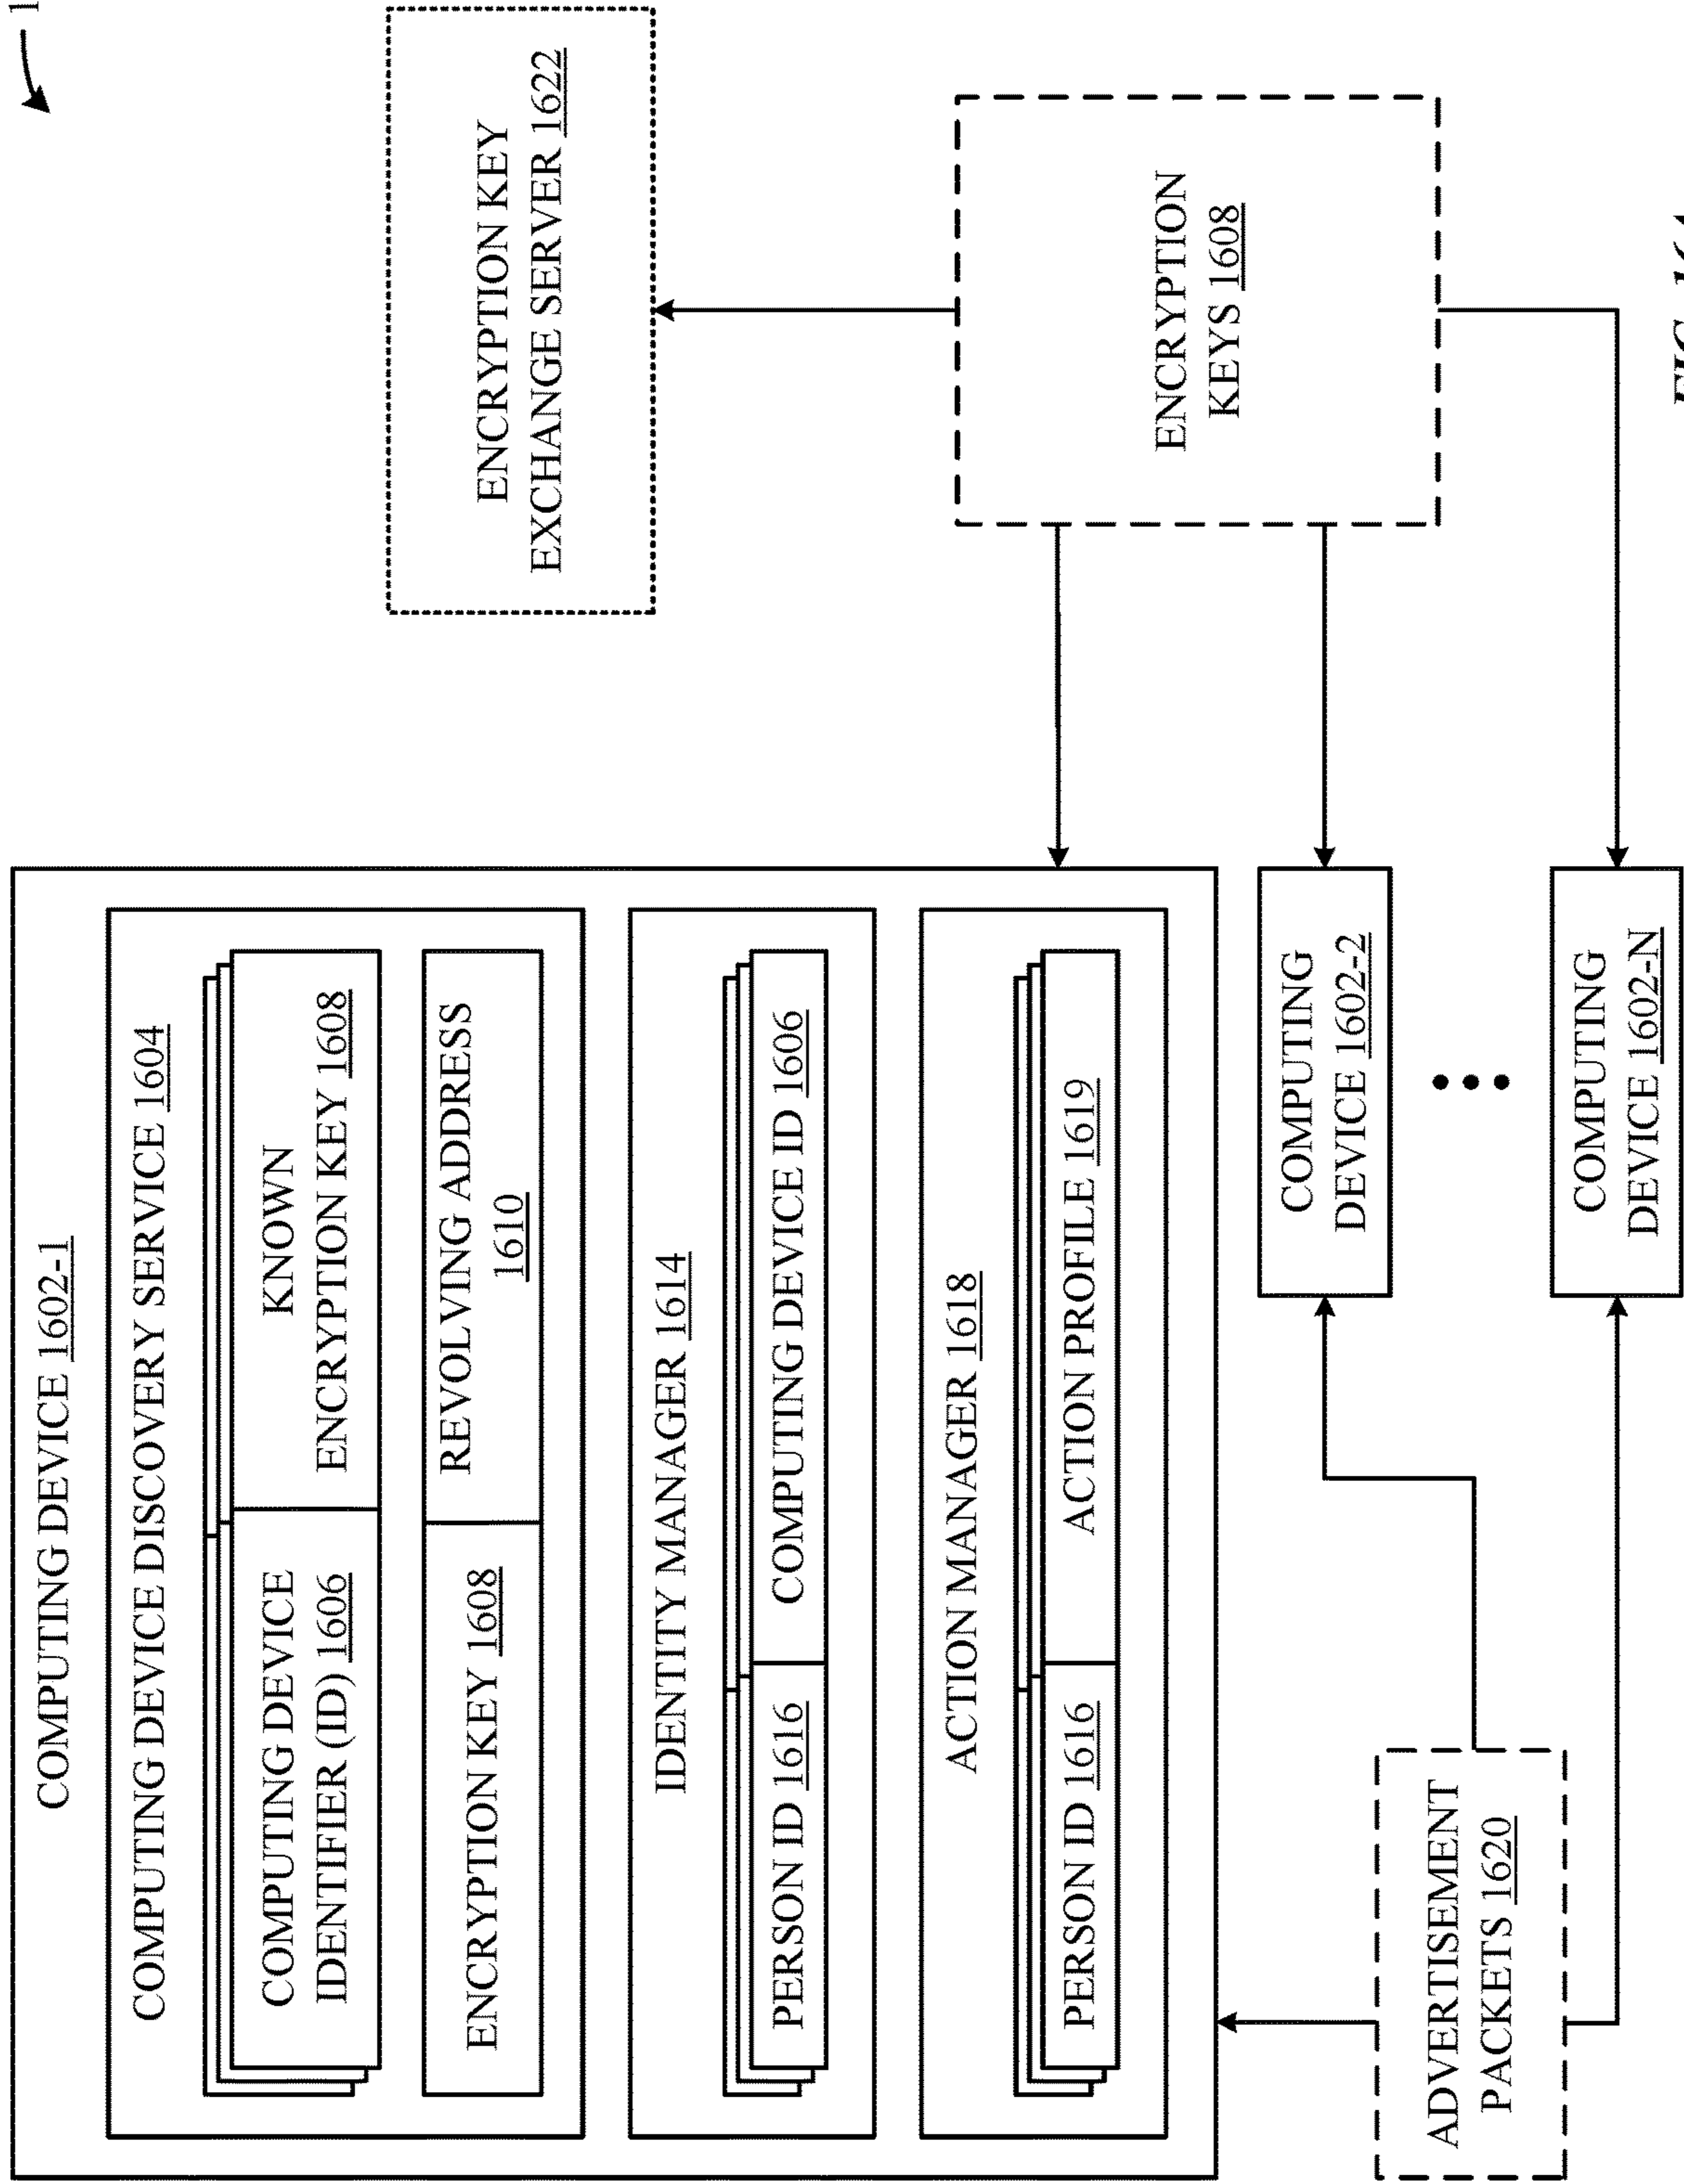 COMPUTING DEVICE 1602-1
COMPUTING DEVICE DISCOVERY SERVICE 1604
COMPUTING DEVICE
IDENTIFIER (ID) 1606
KNOWN
ENCRYPTION KEY 1608
ENCRYPTION KEY 1608
REVOLVING ADDRESS
1610
IDENTITY MANAGER 1614
PERSON ID 1616
COMPUTING DEVICE ID 1606
ACTION MANAGER 1618
PERSON ID 1616
ACTION PROFILE 1619
ADVERTISEMENT
PACKETS 1620
COMPUTING
DEVICE 1602-2
COMPUTING
DEVICE 1602-N
ENCRYPTION KEY
EXCHANGE SERVER 1622
ENCRYPTION
KEYS 1608